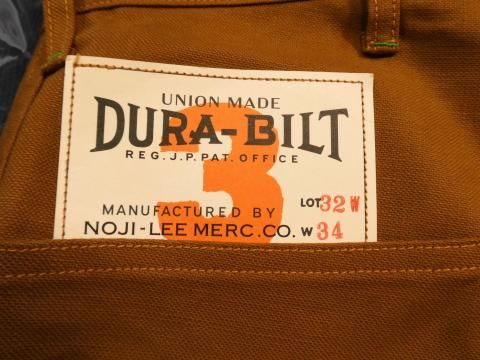 UNION MADE
DURA-BILT
REG. J.P. PAT. OFFICE
3
LOT 32 W
MANUFACTURED BY
NOJI-LEE MERC. CO. W 34